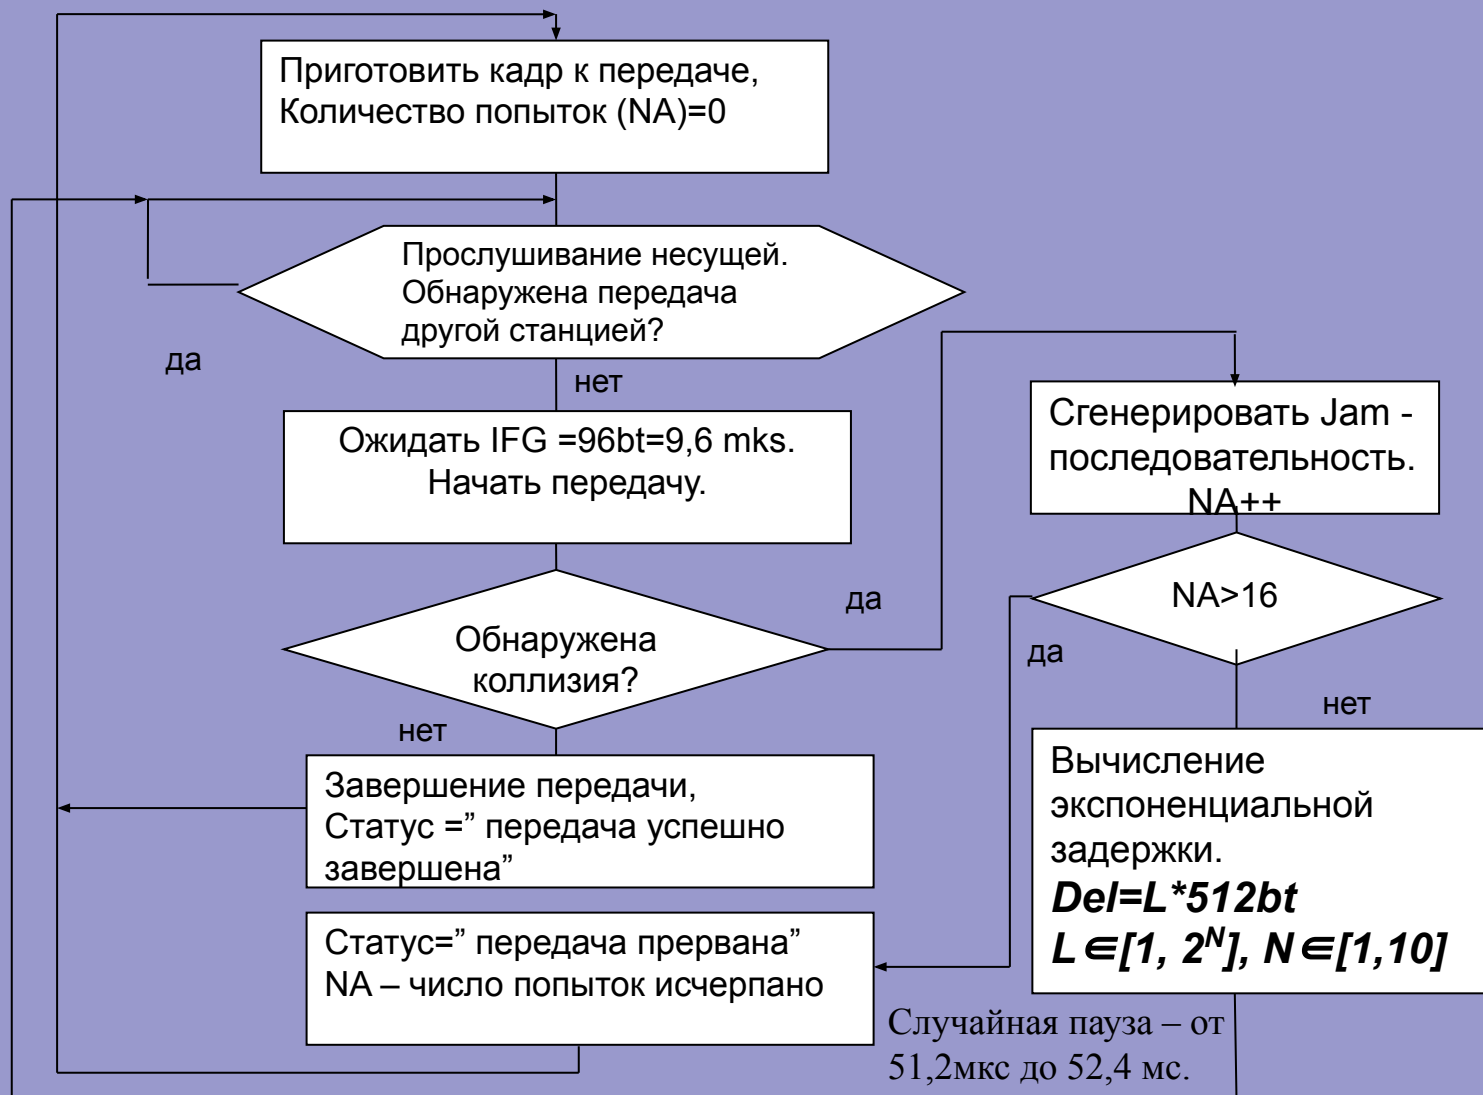 Приготовить кадр к передаче,
Количество попыток (NA)=0
Прослушивание несущей.
Обнаружена передача
другой станцией?
да
нет
Ожидать IFG =96bt=9,6 mks.
Начать передачу.
Обнаружена
коллизия?
да
нет
Завершение передачи,
Статус =” передача успешно
завершена”
Статус=” передача прервана”
NA – число попыток исчерпано
Сгенерировать Jam -
последовательность.
NA++
NA>16
да
нет
Вычисление
экспоненциальной
задержки.
Del=L*512bt
L∈[1, 2^N], N∈[1,10]
Случайная пауза – от
51,2мкс до 52,4 мс.